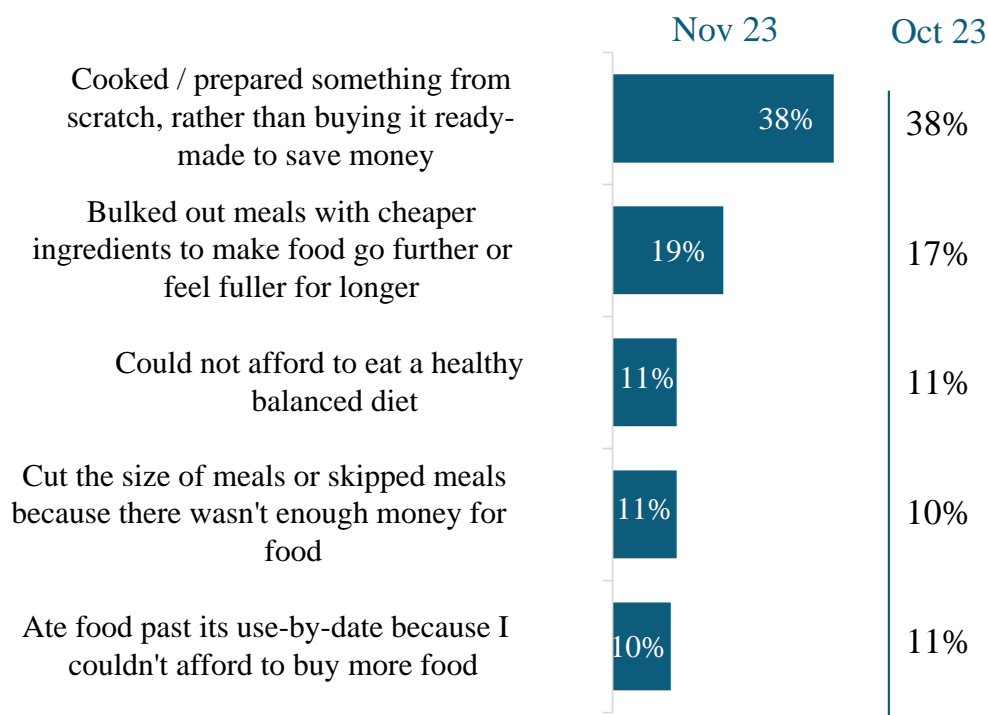 Nov 23 Oct 23
Cooked / prepared something from
scratch, rather than buying it ready-
made to save money
38% 38%
Bulked out meals with cheaper
ingredients to make food go further or
feel fuller for longer
19% 17%
Could not afford to eat a healthy
balanced diet
11% 11%
Cut the size of meals or skipped meals
because there wasn't enough money for
food
11% 10%
Ate food past its use-by-date because I
couldn't afford to buy more food
10% 11%